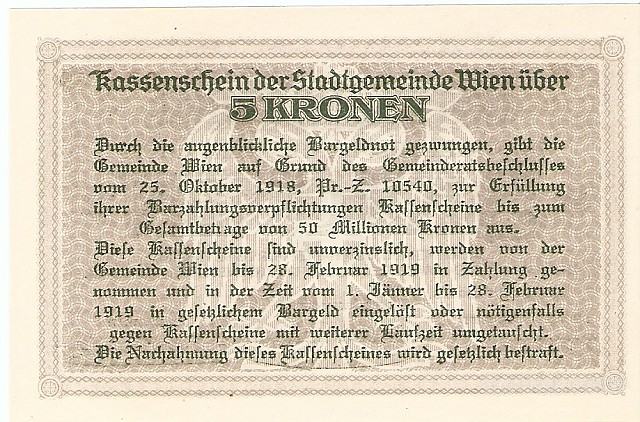 Kassenschein der Stadtgemeinde Wien über
5 KRONEN
Durch die augenblickliche Bargeldnot gezwungen, gibt die
Gemeinde Wien auf Grund des Gemeinderatsbeschlusses
vom 25. Oktober 1918, Pr.-Z. 10540, zur Erfüllung
ihrer Barzahlungsverpflichtungen Kassenscheine bis zum
Gesamtbetrage von 50 Millionen Kronen aus.
Diese Kassenscheine sind unverzinslich, werden von der
Gemeinde Wien bis 28. Februar 1919 in Zahlung ge-
nommen und in der Zeit vom 1. Jänner bis 28. Februar
1919 in gesetzlichem Bargeld eingelöst oder nötigenfalls
gegen Kassenscheine mit weiterer Laufzeit umgetauscht.
Die Nachahmung dieses Kassenscheines wird gesetzlich bestraft.